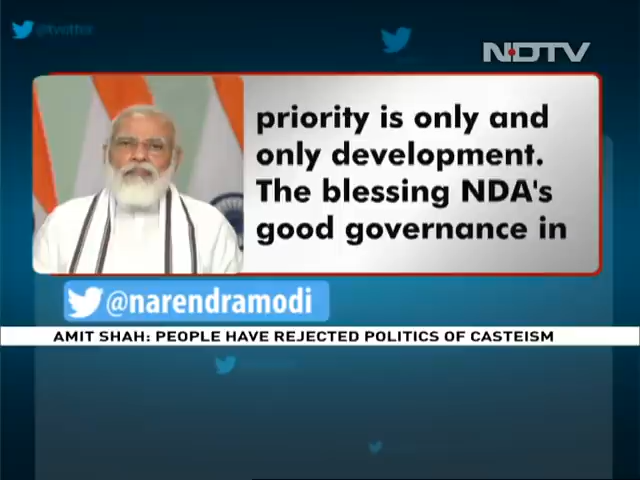 @twitter
NDTV
priority is only and
only development.
The blessing NDA's
good governance in
@narendramodi
AMIT SHAH: PEOPLE HAVE REJECTED POLITICS OF CASTEISM